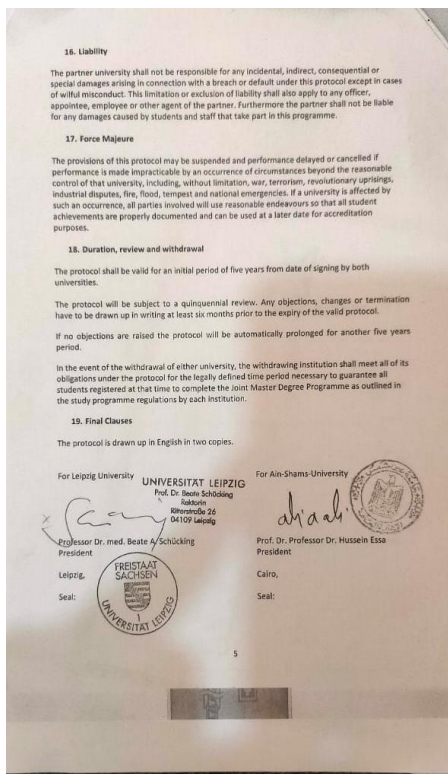 16. Liability
The partner university shall not be responsible for any incidental, indirect, consequential or
special damages arising in connection with a breach or default under this protocol except in cases
of wilful misconduct. This limitation or exclusion of liability shall also apply to any officer,
appointee, employee or other agent of the partner. Furthermore the partner shall not be liable
for any damages caused by students and staff that take part in this programme.
17. Force Majeure
The provisions of this protocol may be suspended and performance delayed or cancelled if
performance is made impracticable by an occurrence of circumstances beyond the reasonable
control of that university, including, without limitation, war, terrorism, revolutionary uprisings,
industrial disputes, fire, flood, tempest and national emergencies. If a university is affected by
such an occurrence, all parties involved will use reasonable endeavours so that all student
achievements are properly documented and can be used at a later date for accreditation
purposes.
18. Duration, review and withdrawal
The protocol shall be valid for an initial period of five years from date of signing by both
universities.
The protocol will be subject to a quinquennial review. Any objections, changes or termination
have to be drawn up in writing at least six months prior to the expiry of the valid protocol.
If no objections are raised the protocol will be automatically prolonged for another five years
period.
In the event of the withdrawal of either university, the withdrawing institution shall meet all of its
obligations under the protocol for the legally defined time period necessary to guarantee all
students registered at that time to complete the Joint Master Degree Programme as outlined in
the study programme regulations by each institution.
19. Final Clauses
The protocol is drawn up in English in two copies.
For Leipzig University
UNIVERSITÄT LEIPZIG
Prof. Dr. Beate Schücking
Rektorin
Ritterstraße 26
04109 Leipzig
Professor Dr. med. Beate A. Schücking
President
Leipzig,
Seal:
FREISTAAT
SACHSEN
1
UNIVERSITÄT LEIPZIG
For Ain-Shams-University
Prof. Dr. Professor Dr. Hussein Essa
President
Cairo,
Seal:
5